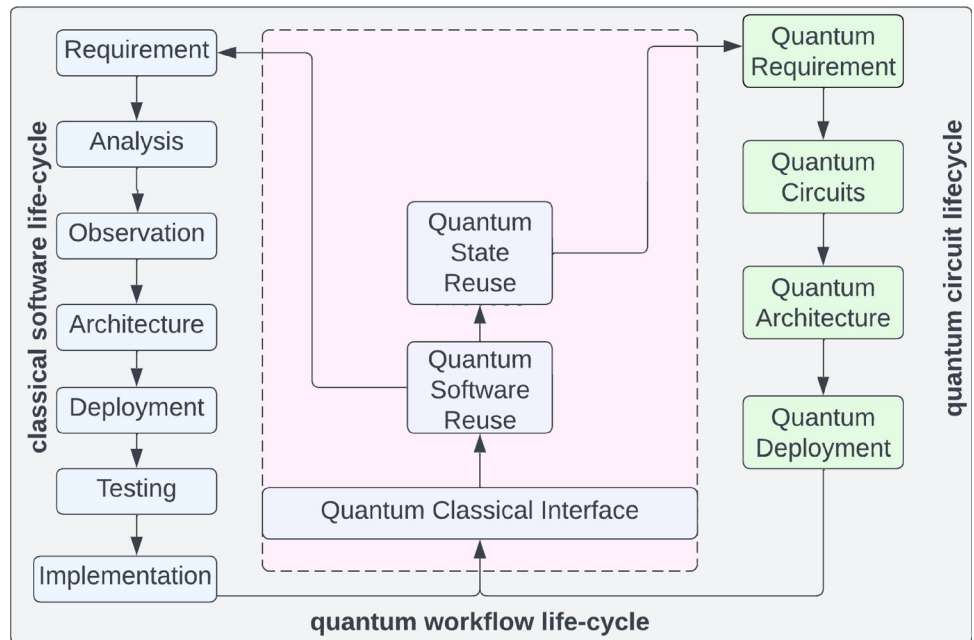 classical software life-cycle
Requirement
Analysis
Observation
Architecture
Deployment
Testing
Implementation
Quantum
State
Reuse
Quantum
Software
Reuse
Quantum Classical Interface
Quantum
Requirement
Quantum
Circuits
Quantum
Architecture
Quantum
Deployment
quantum circuit lifecycle
quantum workflow life-cycle